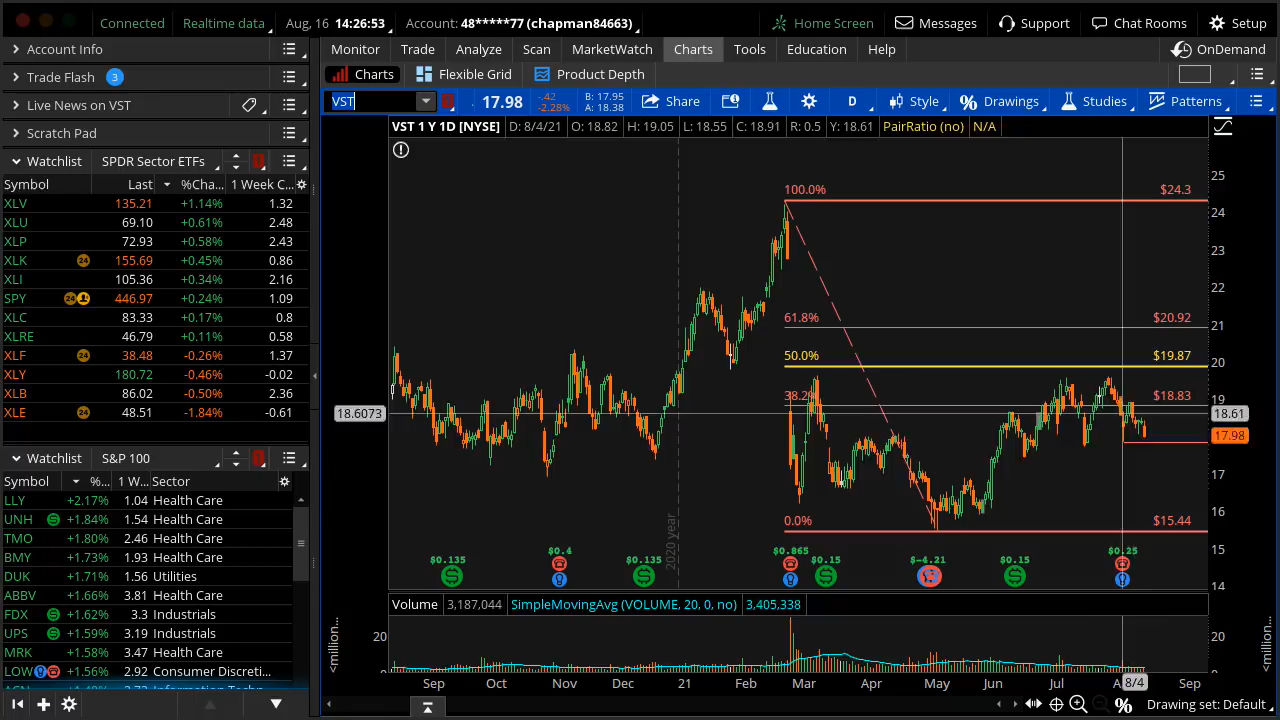 Connected Realtime data Aug, 16 14:26:53 Account: 48*****77 (chapman84663) Home Screen Messages Support Chat Rooms Setup
Account Info
Trade Flash 3
Live News on VST
Scratch Pad
Watchlist SPDR Sector ETFs 1
Symbol Last %Cha... 1 Week C...
XLV 135.21 +1.14% 1.32
XLU 69.10 +0.61% 2.48
XLP 72.93 +0.58% 2.43
XLK 24 155.69 +0.45% 0.86
XLI 105.36 +0.34% 2.16
SPY 24 446.97 +0.24% 1.09
XLC 83.33 +0.17% 0.8
XLRE 46.79 +0.11% 0.58
XLF 24 38.48 -0.26% 1.37
XLY 180.72 -0.46% -0.02
XLB 86.02 -0.50% 2.36
XLE 24 48.51 -1.84% -0.61
Watchlist S&P 100
Symbol %... 1 W... Sector
LLY +2.17% 1.04 Health Care
UNH +1.84% 1.54 Health Care
TMO +1.80% 2.46 Health Care
BMY +1.73% 1.93 Health Care
DUK +1.71% 1.56 Utilities
ABBV +1.66% 3.81 Health Care
FDX +1.62% 3.3 Industrials
UPS +1.59% 3.19 Industrials
MRK +1.58% 3.47 Health Care
LOW +1.56% 2.92 Consumer Discreti...
Monitor Trade Analyze Scan MarketWatch Charts Tools Education Help OnDemand
Charts Flexible Grid Product Depth
VST 17.98 -.42 B: 17.95 Share D Style Drawings Studies Patterns
-2.28% A: 18.38
VST 1 Y 1D [NYSE] D: 8/4/21 O: 18.82 H: 19.05 L: 18.55 C: 18.91 R: 0.5 Y: 18.61 PairRatio (no) N/A
25
100.0% $24.3
24
23
22
61.8% $20.92
21
50.0% $19.87
20
38.2% $18.83
19
18.6073 18.61
17.98
17
16
0.0% $15.44
15
$0.135 $0.4 $0.135 $0.865 $0.15 $-4.21 $0.15 $0.25
14
2020 year
Volume 3,187,044 SimpleMovingAvg (VOLUME, 20, 0, no) 3,405,338
20 20
<million... <million...
Sep Oct Nov Dec 21 Feb Mar Apr May Jun Jul 8/4 Sep
Drawing set: Default